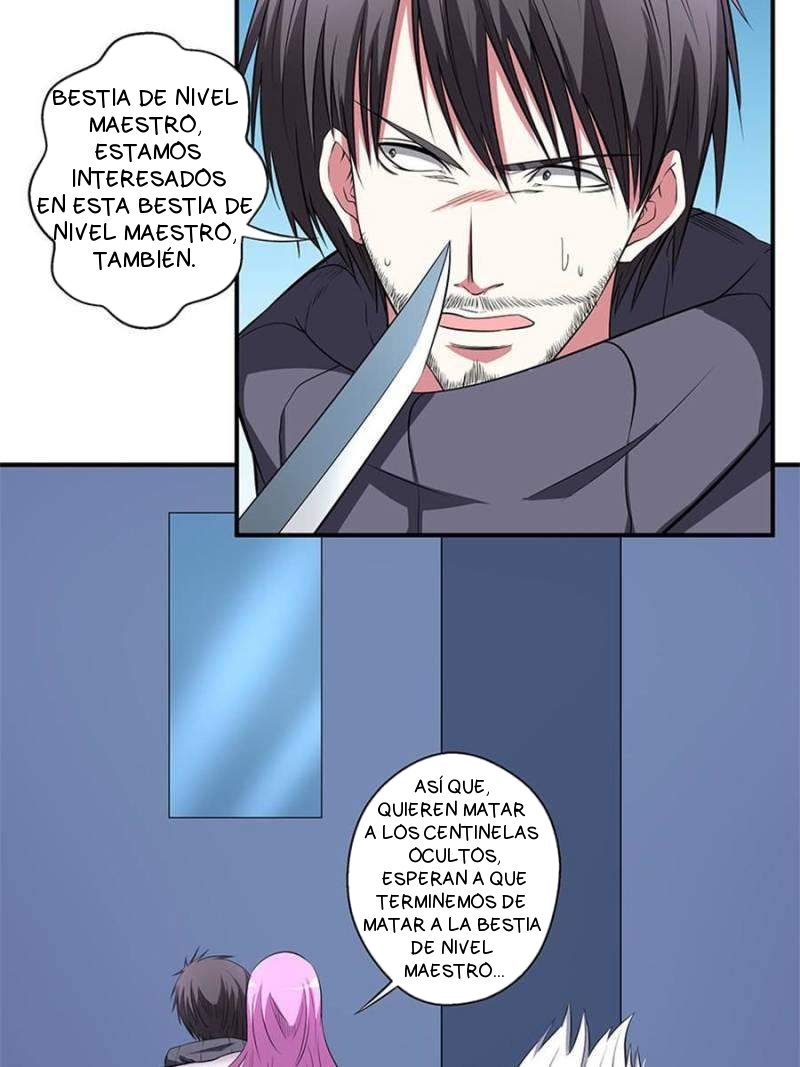 BESTIA DE NIVEL
MAESTRO,
ESTAMOS
INTERESADOS
EN ESTA BESTIA DE
NIVEL MAESTRO,
TAMBIÉN.
ASÍ QUE,
QUIEREN MATAR
A LOS CENTINELAS
OCULTOS,
ESPERAN A QUE
TERMINEMOS DE
MATAR A LA BESTIA
DE NIVEL
MAESTRO...